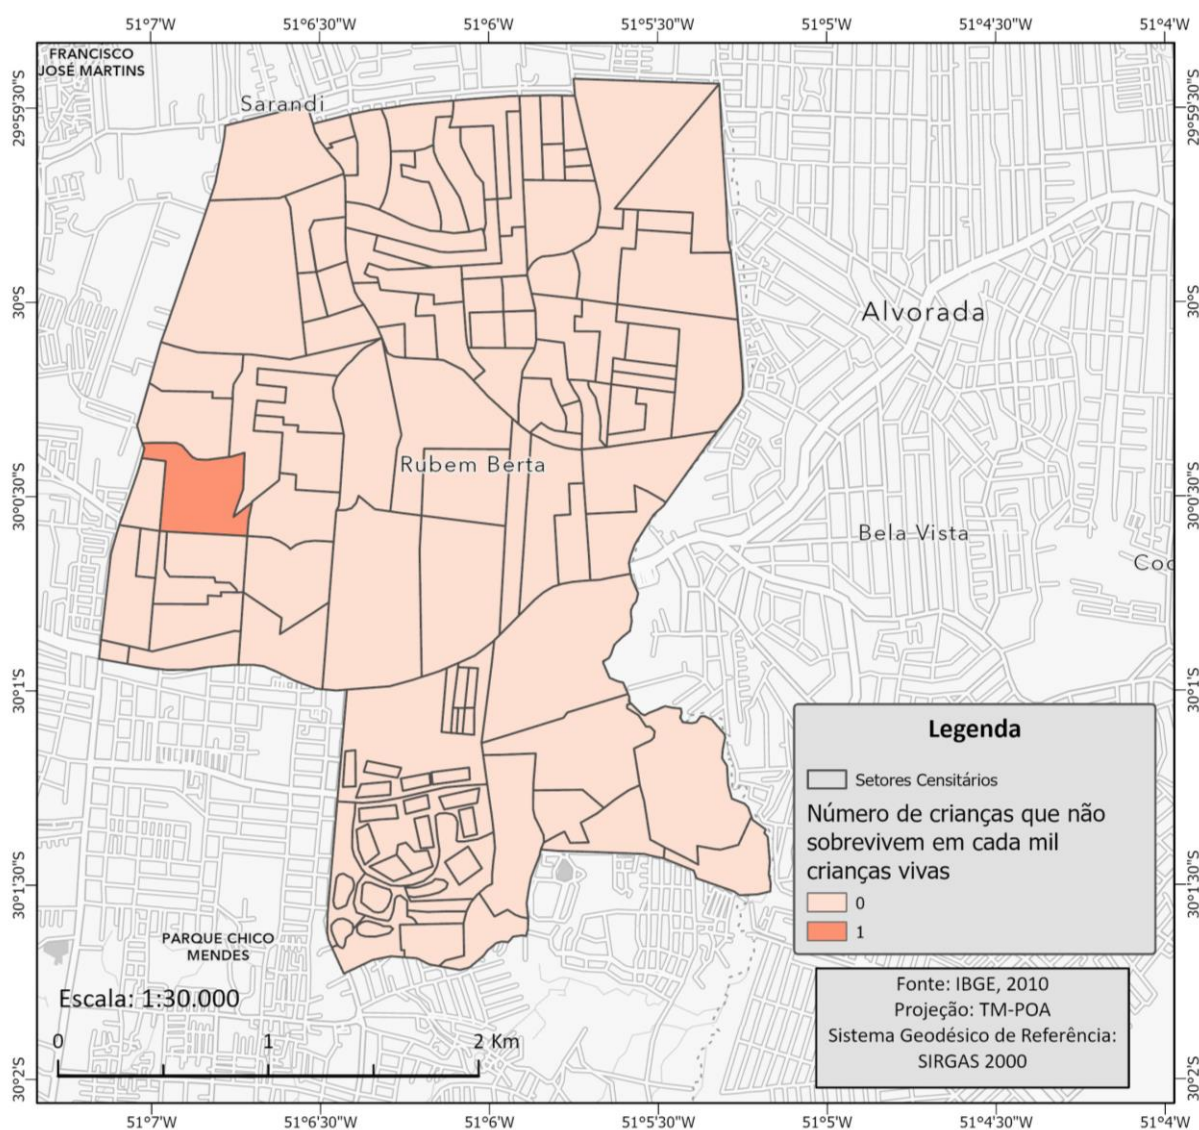 51°7'W 51°6'30"W 51°6'W 51°5'30"W 51°5'W 51°4'30"W 51°4'W
FRANCISCO
JOSÉ MARTINS
Sarandi
29°59'30"S 29°59'30"S
30°S 30°S
Alvorada
Rubem Berta
30°0'30"S 30°0'30"S
Bela Vista
Coc
30°1'S 30°1'S
Legenda
Setores Censitários
Número de crianças que não
sobrevivem em cada mil
crianças vivas
0
1
30°1'30"S 30°1'30"S
PARQUE CHICO
MENDES
Fonte: IBGE, 2010
Projeção: TM-POA
Sistema Geodésico de Referência:
SIRGAS 2000
Escala: 1:30.000
0 1 2 Km
30°2'S 30°2'S
51°7'W 51°6'30"W 51°6'W 51°5'30"W 51°5'W 51°4'30"W 51°4'W